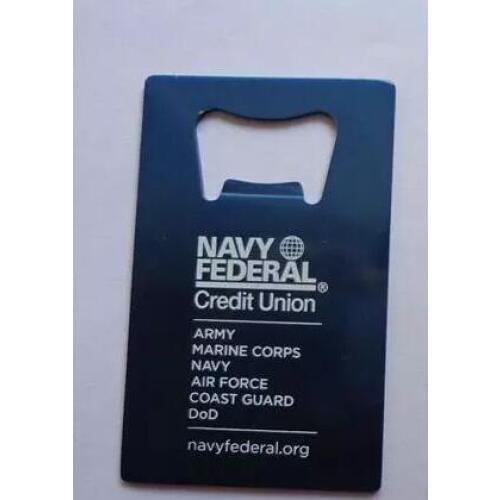 NAVY
FEDERAL®
Credit Union
ARMY
MARINE CORPS
NAVY
AIR FORCE
COAST GUARD
DoD
navyfederal.org